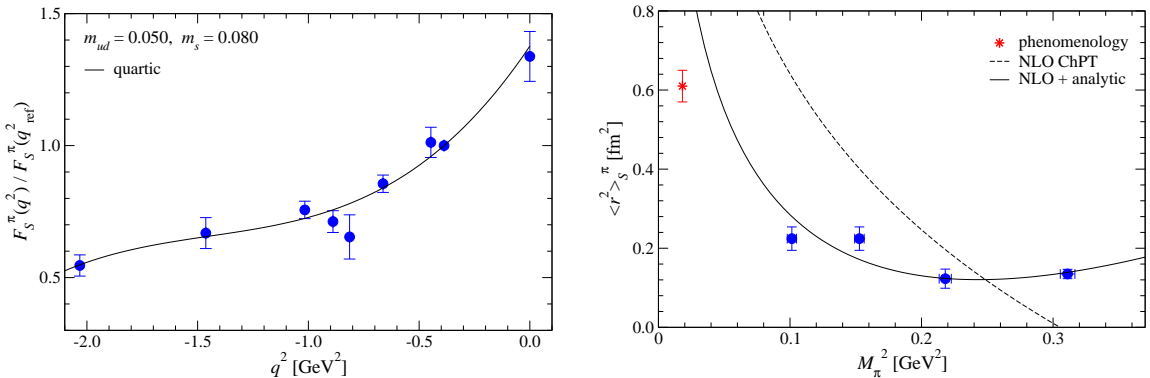 m_ud = 0.050, m_s = 0.080
quartic
F_S^π(q^2) / F_S^π(q^2_ref)
1.0
0.5
-2.0 -1.5 -1.0 -0.5 0.0
q^2 [GeV^2]
phenomenology
NLO ChPT
NLO + analytic
<r^2>_S^π [fm^2]
0.8
0.6
0.4
0.2
0.0
0 0.1 0.2 0.3
M_π^2 [GeV^2]